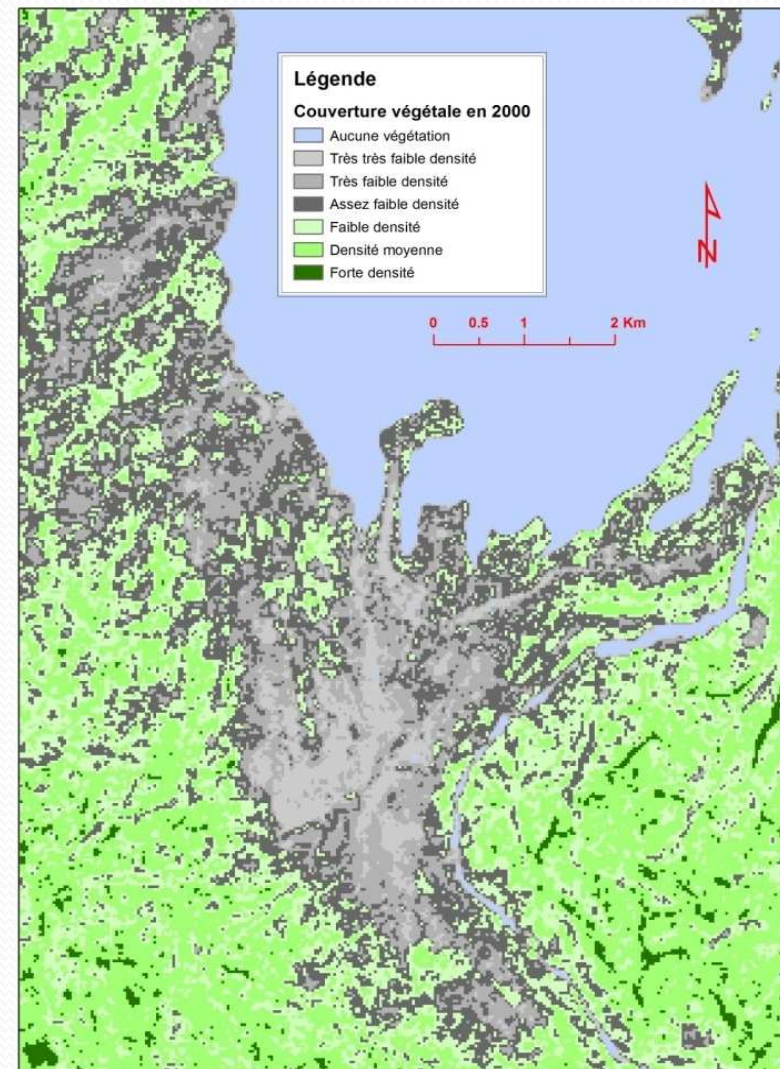 Légende
Couverture végétale en 2000
Aucune végétation
Très très faible densité
Très faible densité
Assez faible densité
Faible densité
Densité moyenne
Forte densité
N
0 0.5 1 2 Km